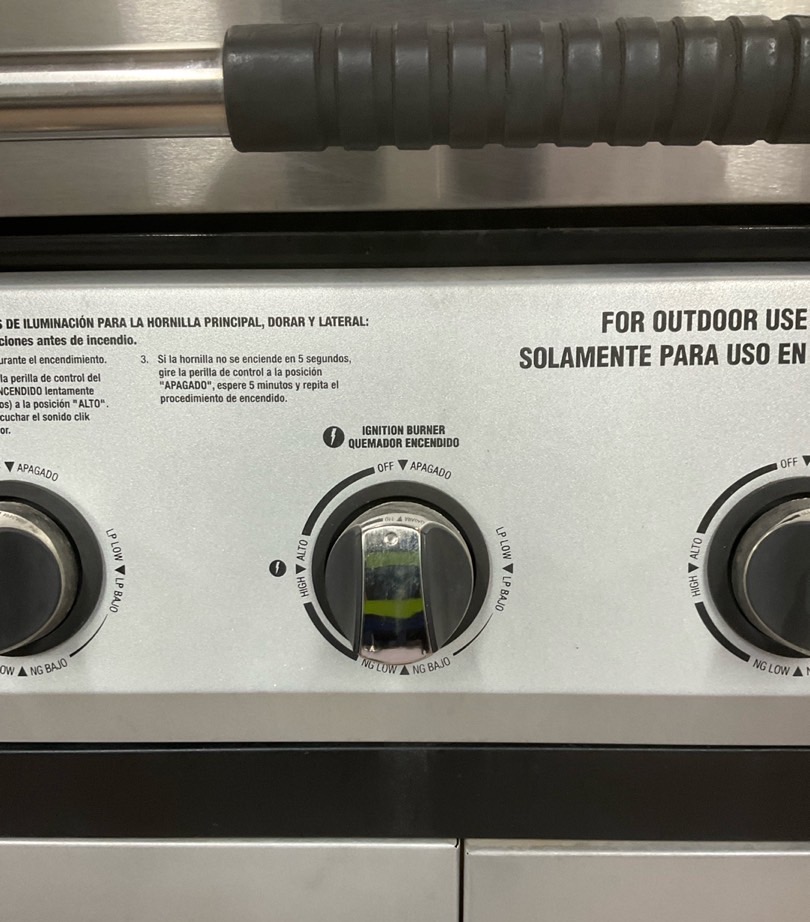 DE ILUMINACIÓN PARA LA HORNILLA PRINCIPAL, DORAR Y LATERAL:
ciones antes de incendio.
urante el encendimiento.
la perilla de control del
NCENDIDO lentamente
os) a la posición "ALTO".
cuchar el sonido clik
or.
3. Si la hornilla no se enciende en 5 segundos,
gire la perilla de control a la posición
"APAGADO", espere 5 minutos y repita el
procedimiento de encendido.
FOR OUTDOOR USE
SOLAMENTE PARA USO EN
IGNITION BURNER
QUEMADOR ENCENDIDO
▼ APAGADO
LP LOW ▼ LP BAJO
OW ▲ NG BAJO
OFF ▼ APAGADO
HIGH ▼ ALTO
LP LOW ▼ LP BAJO
NG LOW ▲ NG BAJO
OFF ▼
HIGH ▼ ALTO
NG LOW ▲ N